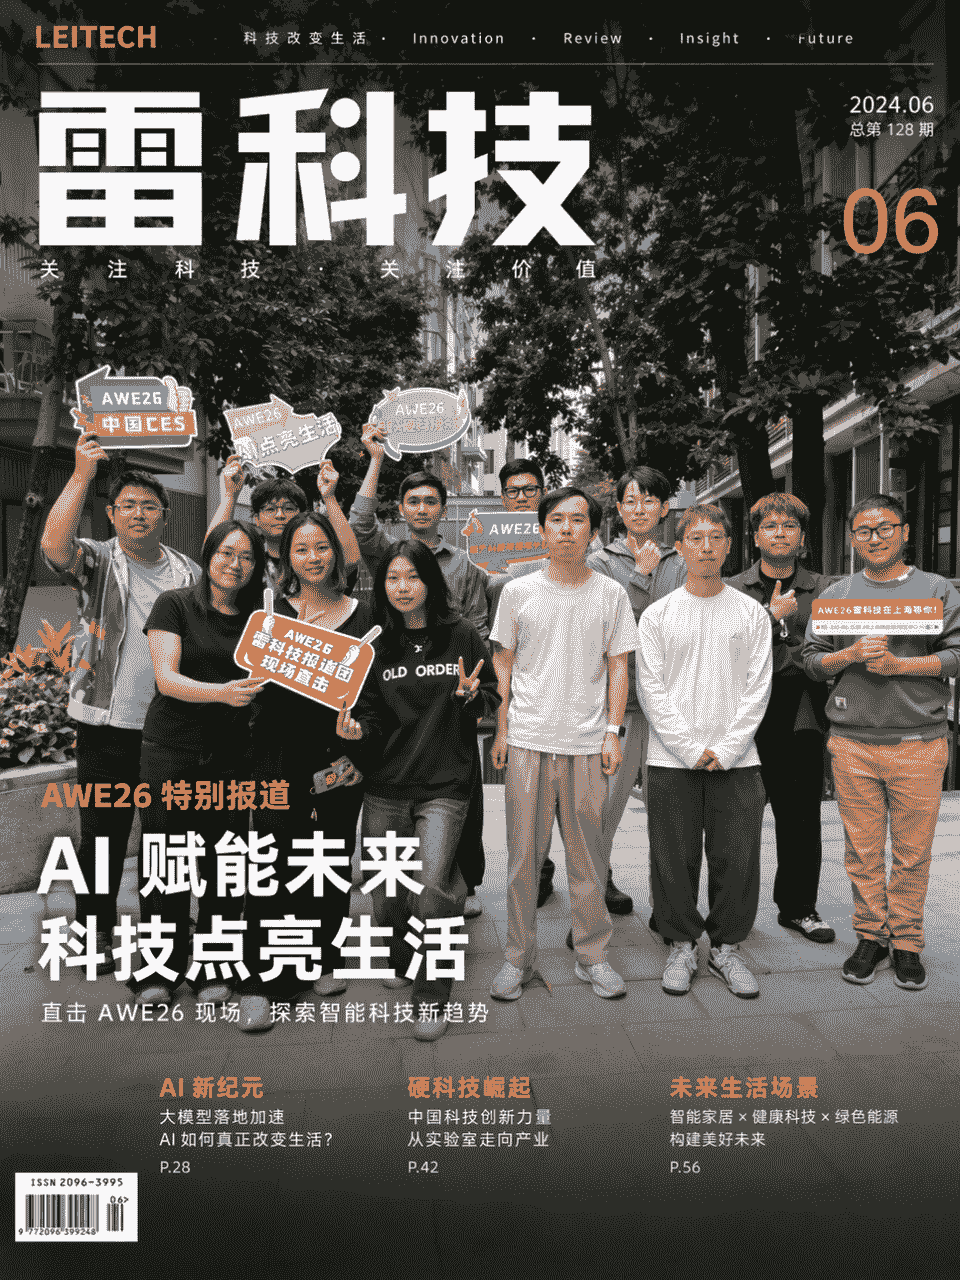 LEITECH
科技改变生活 · Innovation · Review · Insight · Future
雷科技
2024.06
总第 128 期
06
关注科技 · 关注价值
AWE26
中国CES
AWE26
点亮生活
AWE26
AWE26
AWE26
雷科技报道团
现场直击
OLD ORDER
AWE26雷科技在上海等你!
AWE26 特别报道
AI 赋能未来
科技点亮生活
直击 AWE26 现场，探索智能科技新趋势
AI 新纪元
大模型落地加速
AI 如何真正改变生活?
P.28
硬科技崛起
中国科技创新力量
从实验室走向产业
P.42
未来生活场景
智能家居 × 健康科技 × 绿色能源
构建美好未来
P.56
ISSN 2096-3995
06>
9 772096 399248